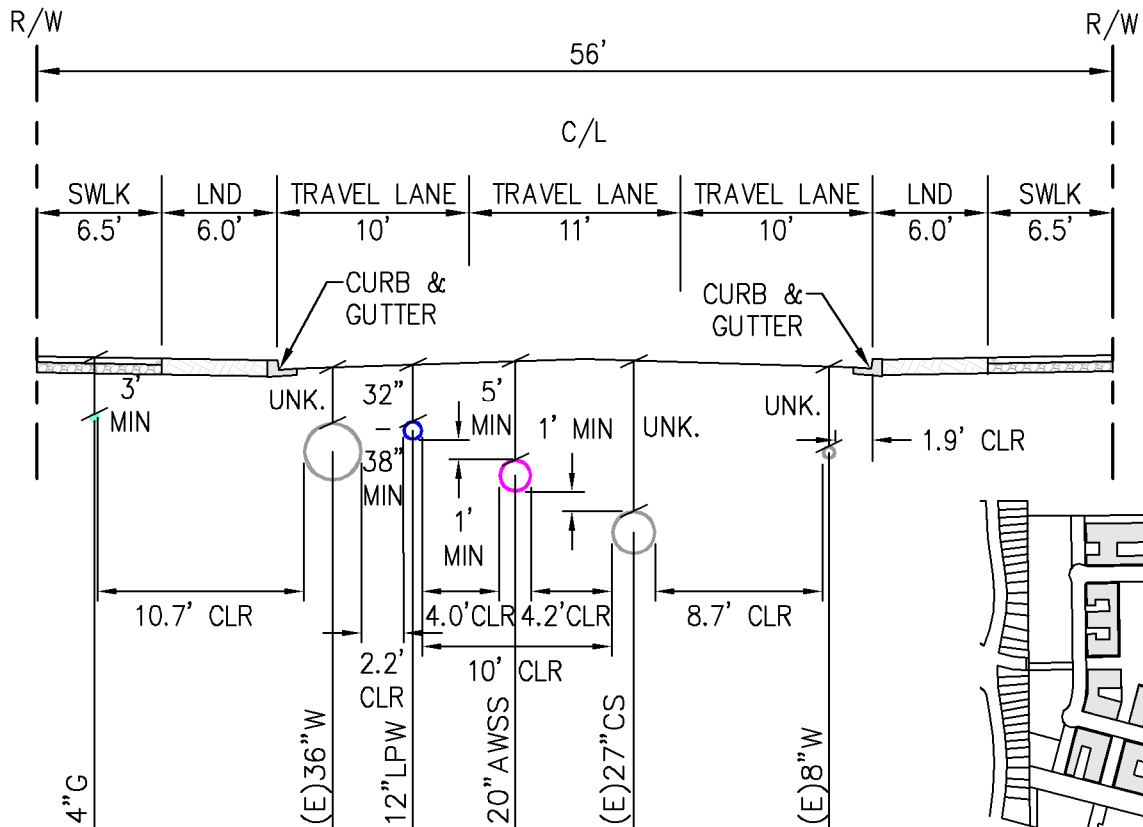 R/W
R/W
56'
C/L
SWLK
LND
TRAVEL LANE
TRAVEL LANE
TRAVEL LANE
LND
SWLK
6.5'
6.0'
10'
11'
10'
6.0'
6.5'
CURB &
GUTTER
CURB &
GUTTER
3'
MIN
UNK.
32"
-
38"
MIN
5'
MIN
1'
MIN
1' MIN
UNK.
UNK.
1.9' CLR
10.7' CLR
4.0'CLR
4.2'CLR
8.7' CLR
2.2'
CLR
10' CLR
4"G
(E)36"W
12"LPW
20"AWSS
(E)27"CS
(E)8"W